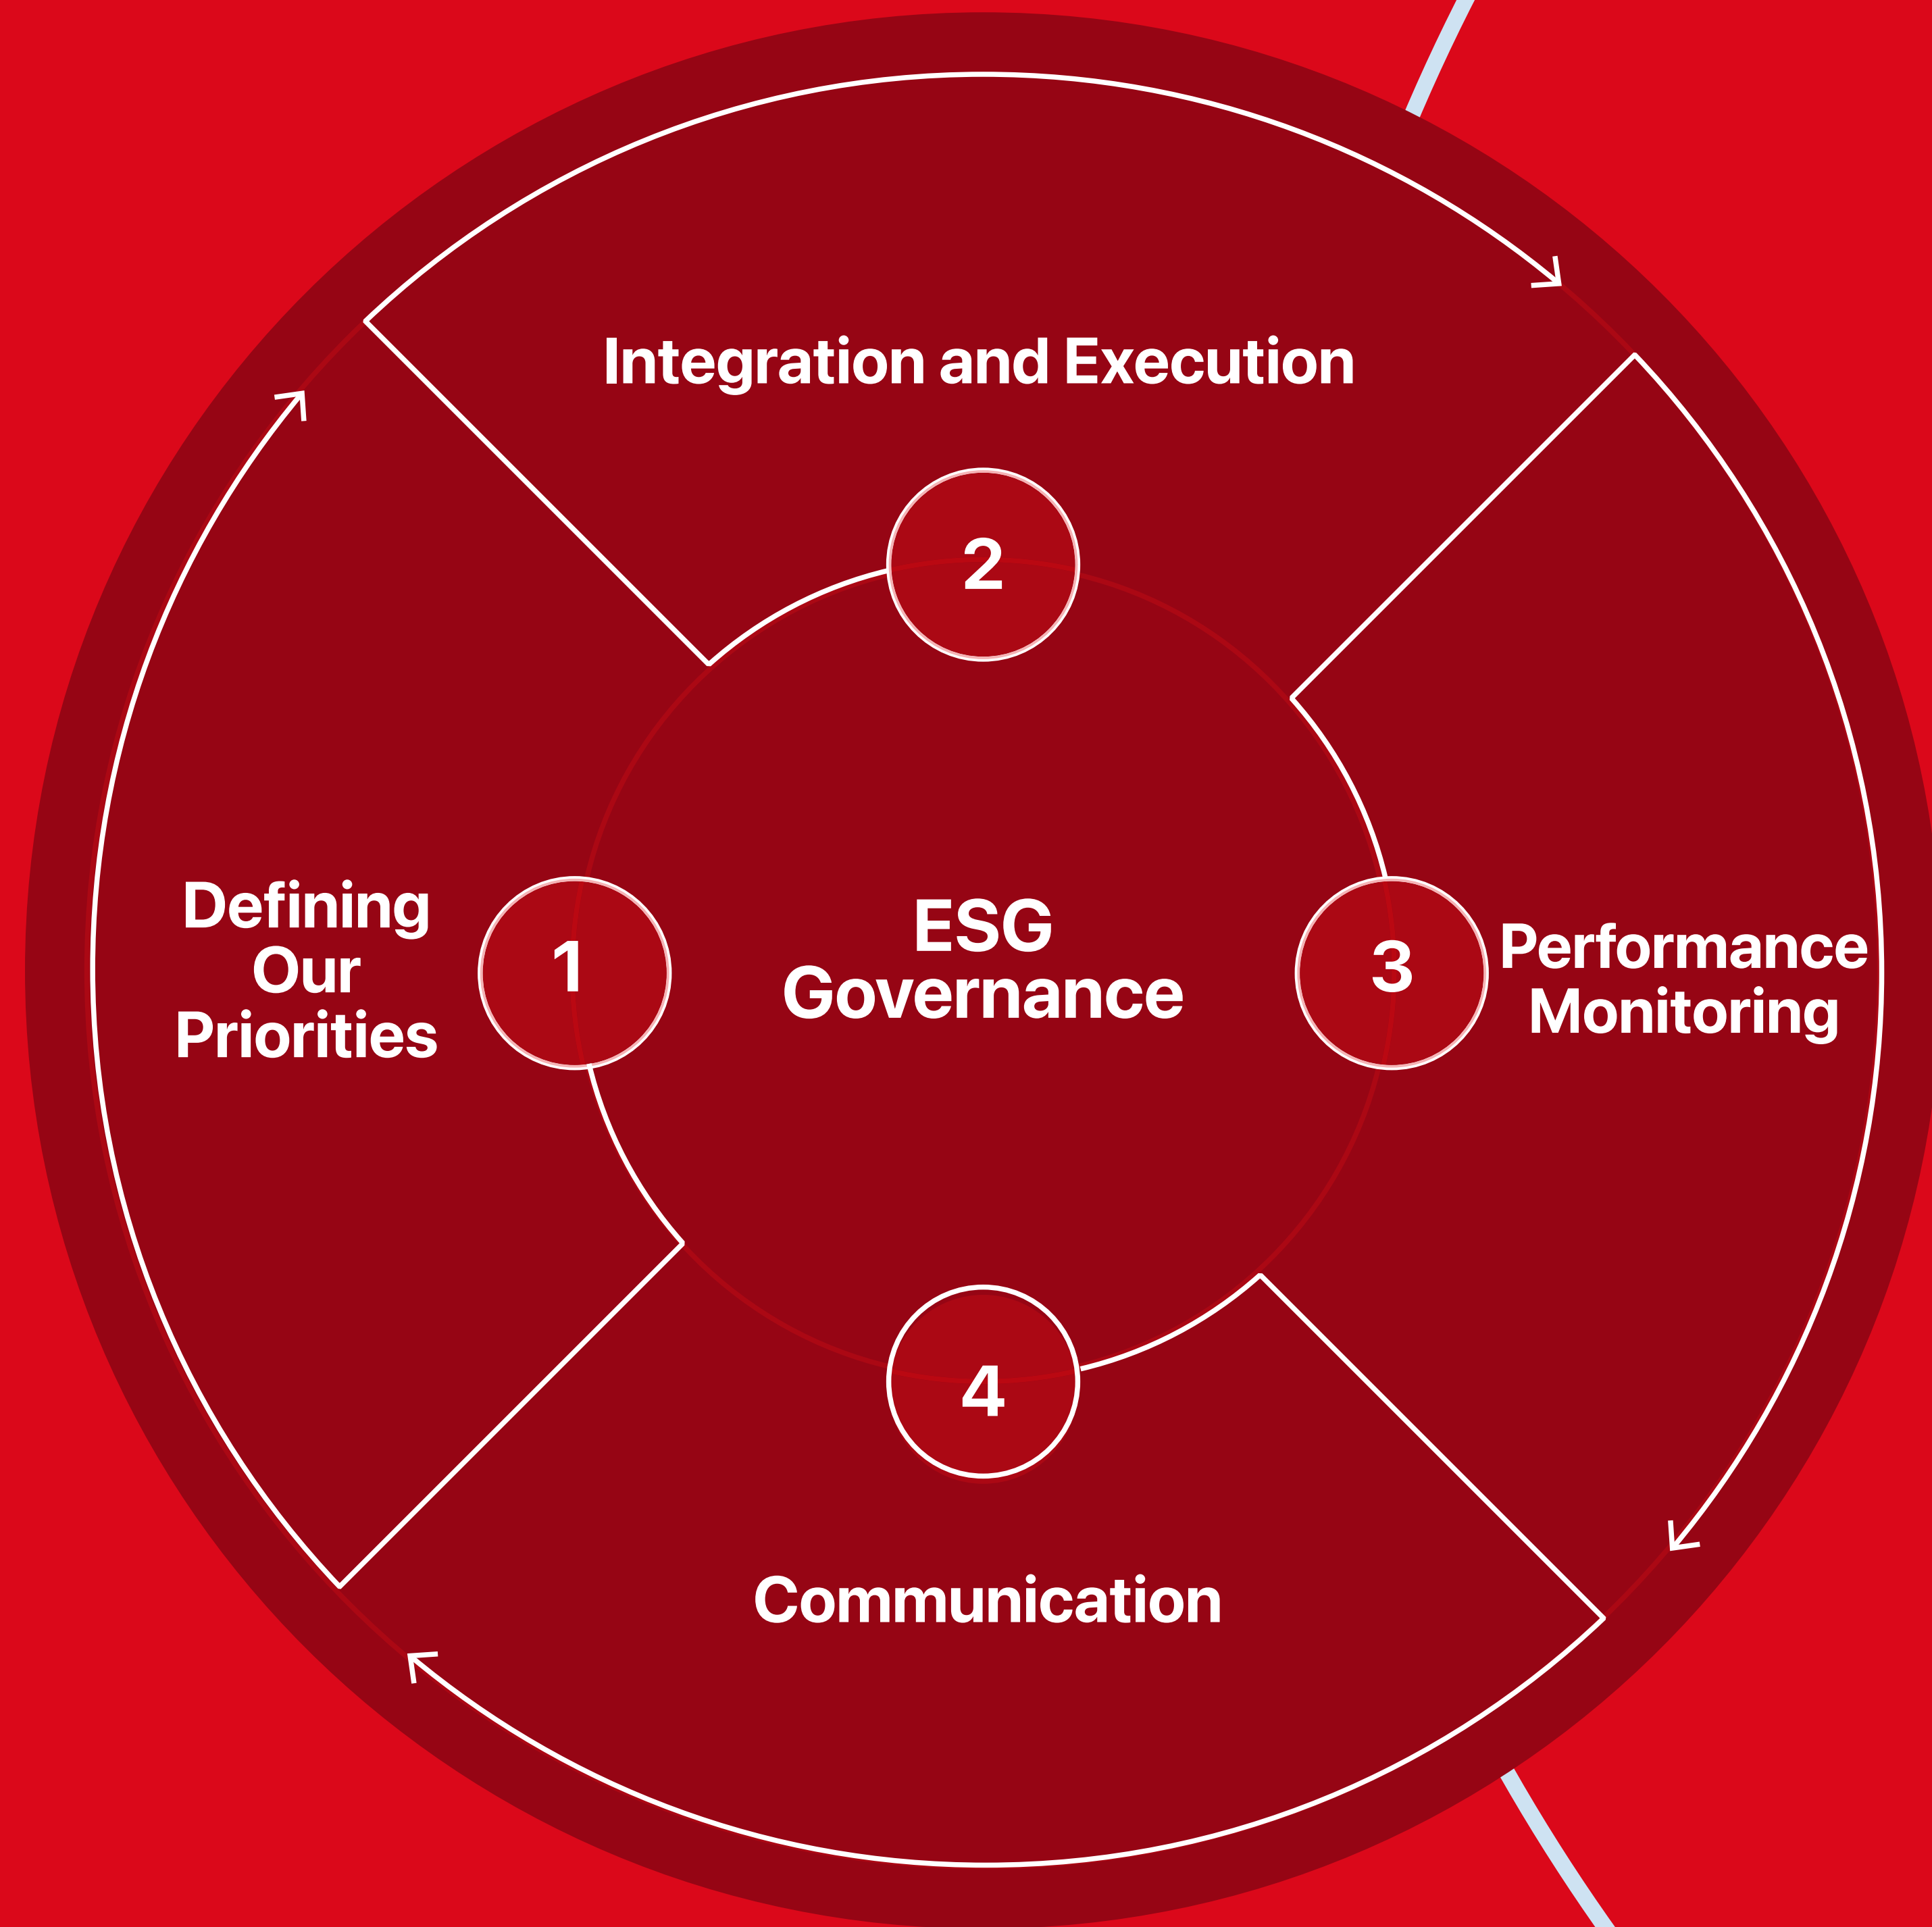 Integration and Execution
2
Defining
Our
Priorities
1
ESG
Governance
3
Performance
Monitoring
4
Communication